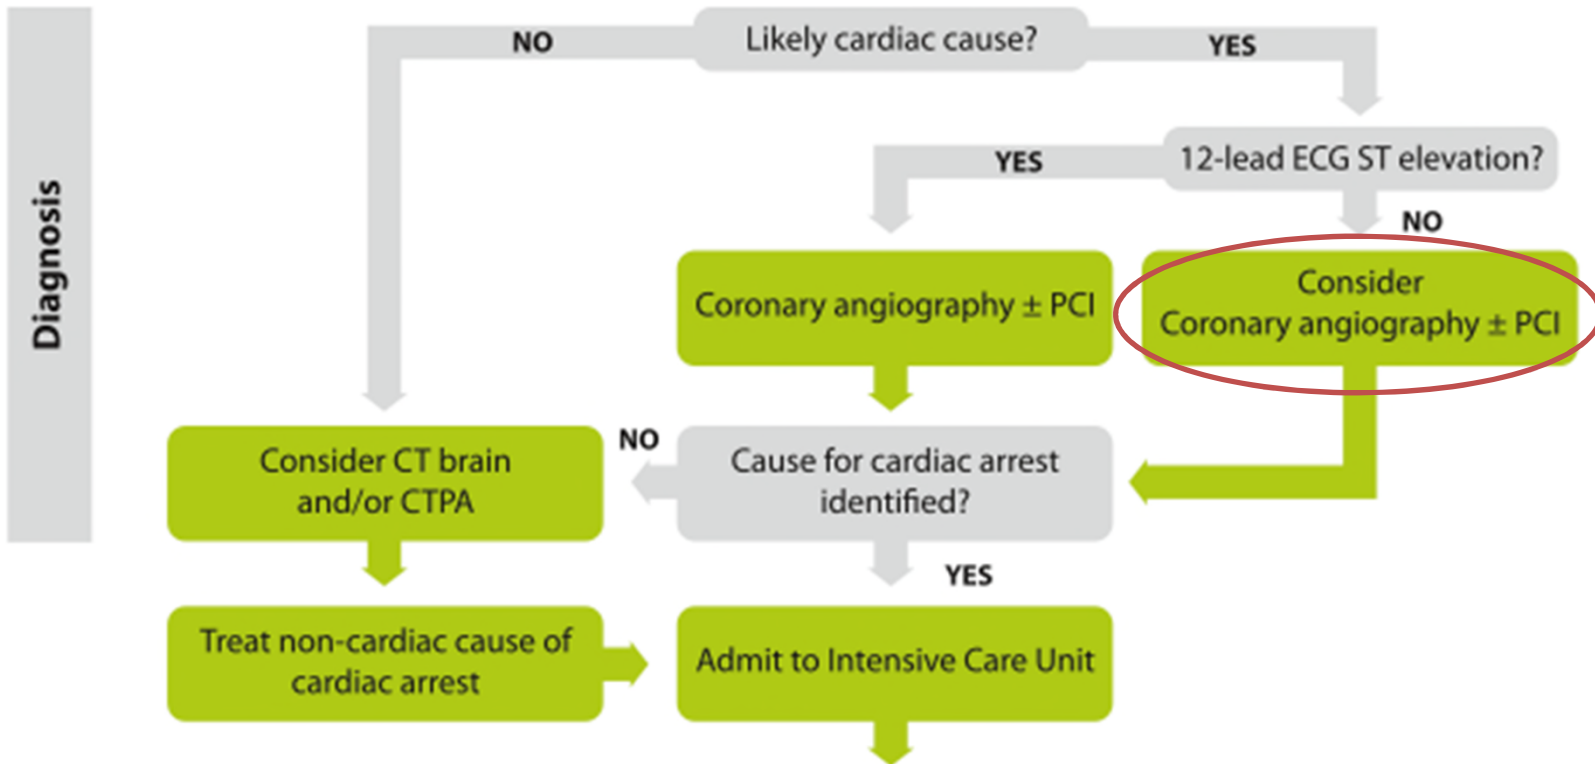 Diagnosis
Likely cardiac cause?
NO
YES
12-lead ECG ST elevation?
YES
NO
Coronary angiography ± PCI
Consider
Coronary angiography ± PCI
Consider CT brain
and/or CTPA
NO
Cause for cardiac arrest
identified?
YES
Treat non-cardiac cause of
cardiac arrest
Admit to Intensive Care Unit